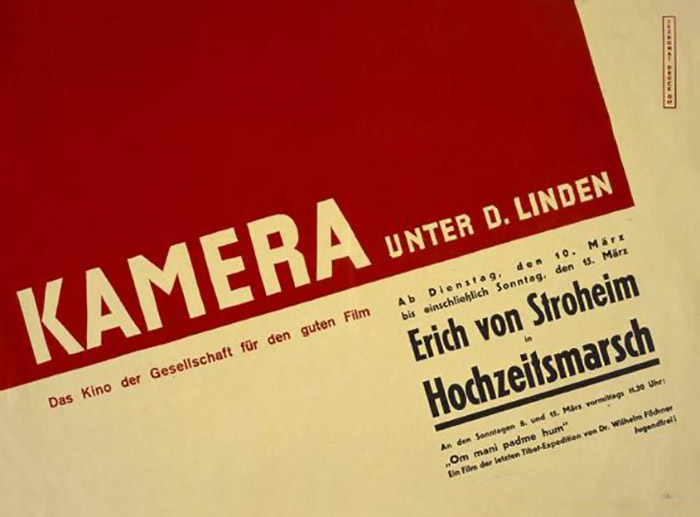 KAMERA UNTER D. LINDEN
Das Kino der Gesellschaft für den guten Film
Ab Dienstag, den 10. März
bis einschließlich Sonntag, den 15. März
Erich von Stroheim
in
Hochzeitsmarsch
An den Sonntagen 8. und 15. März vormittags 11.30 Uhr:
„Om mani padme hum"
Ein Film der letzten Tibet-Expedition von Dr. Wilhelm Filchner
Jugendfrei!